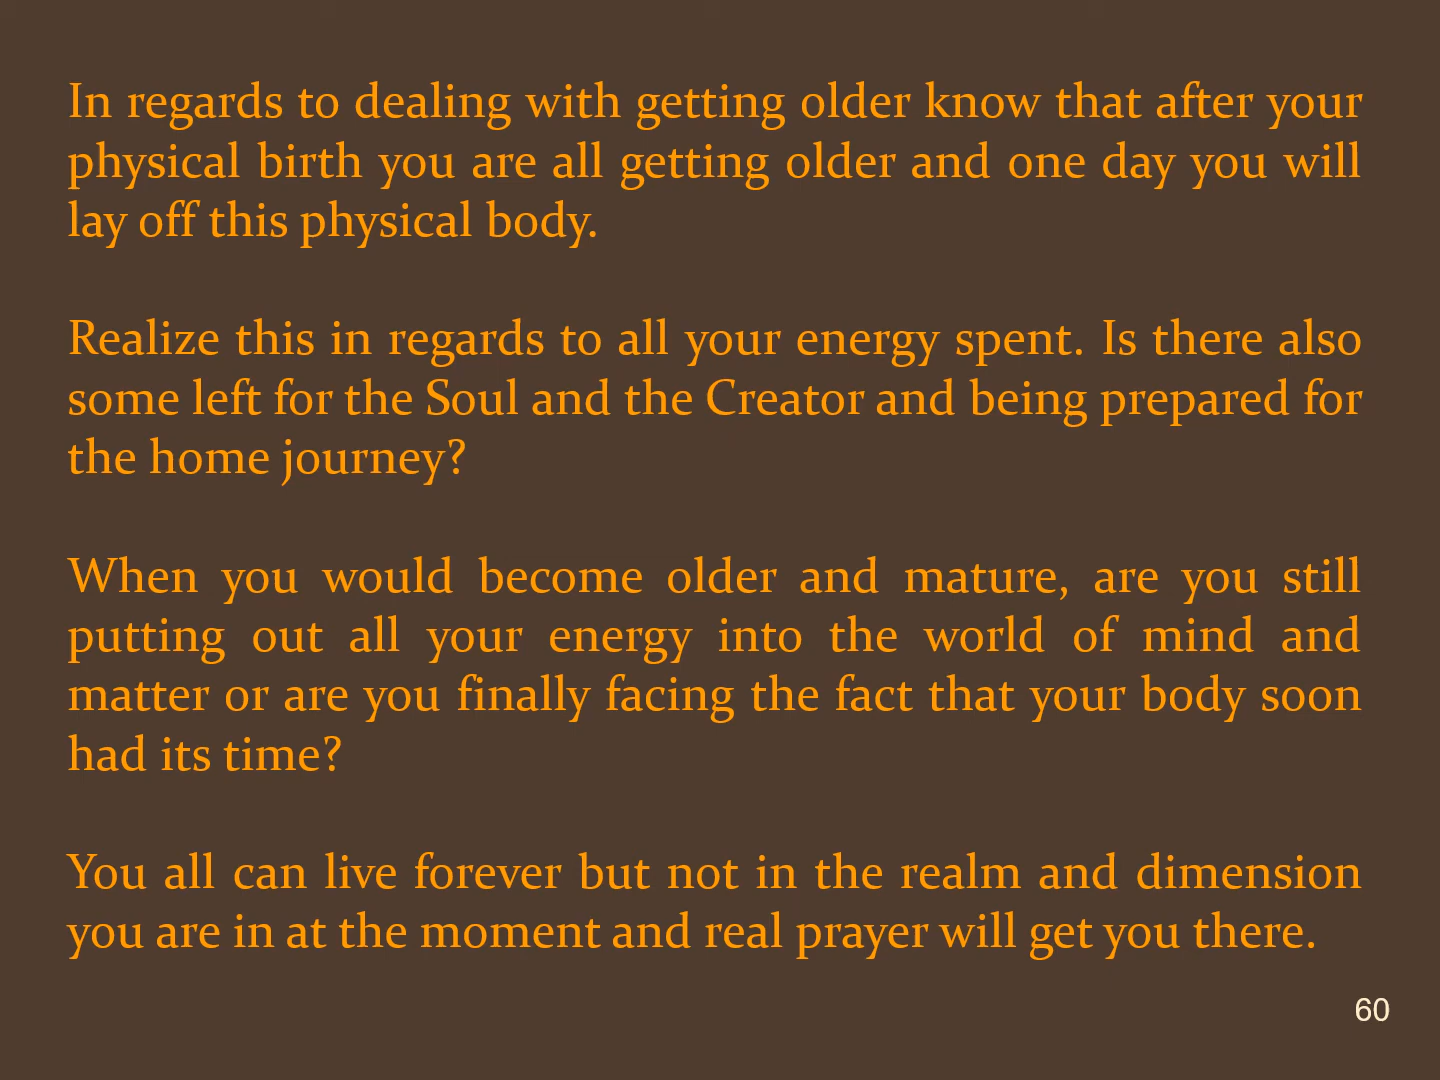 In regards to dealing with getting older know that after your
physical birth you are all getting older and one day you will
lay off this physical body.
Realize this in regards to all your energy spent. Is there also
some left for the Soul and the Creator and being prepared for
the home journey?
When you would become older and mature, are you still
putting out all your energy into the world of mind and
matter or are you finally facing the fact that your body soon
had its time?
You all can live forever but not in the realm and dimension
you are in at the moment and real prayer will get you there.
60